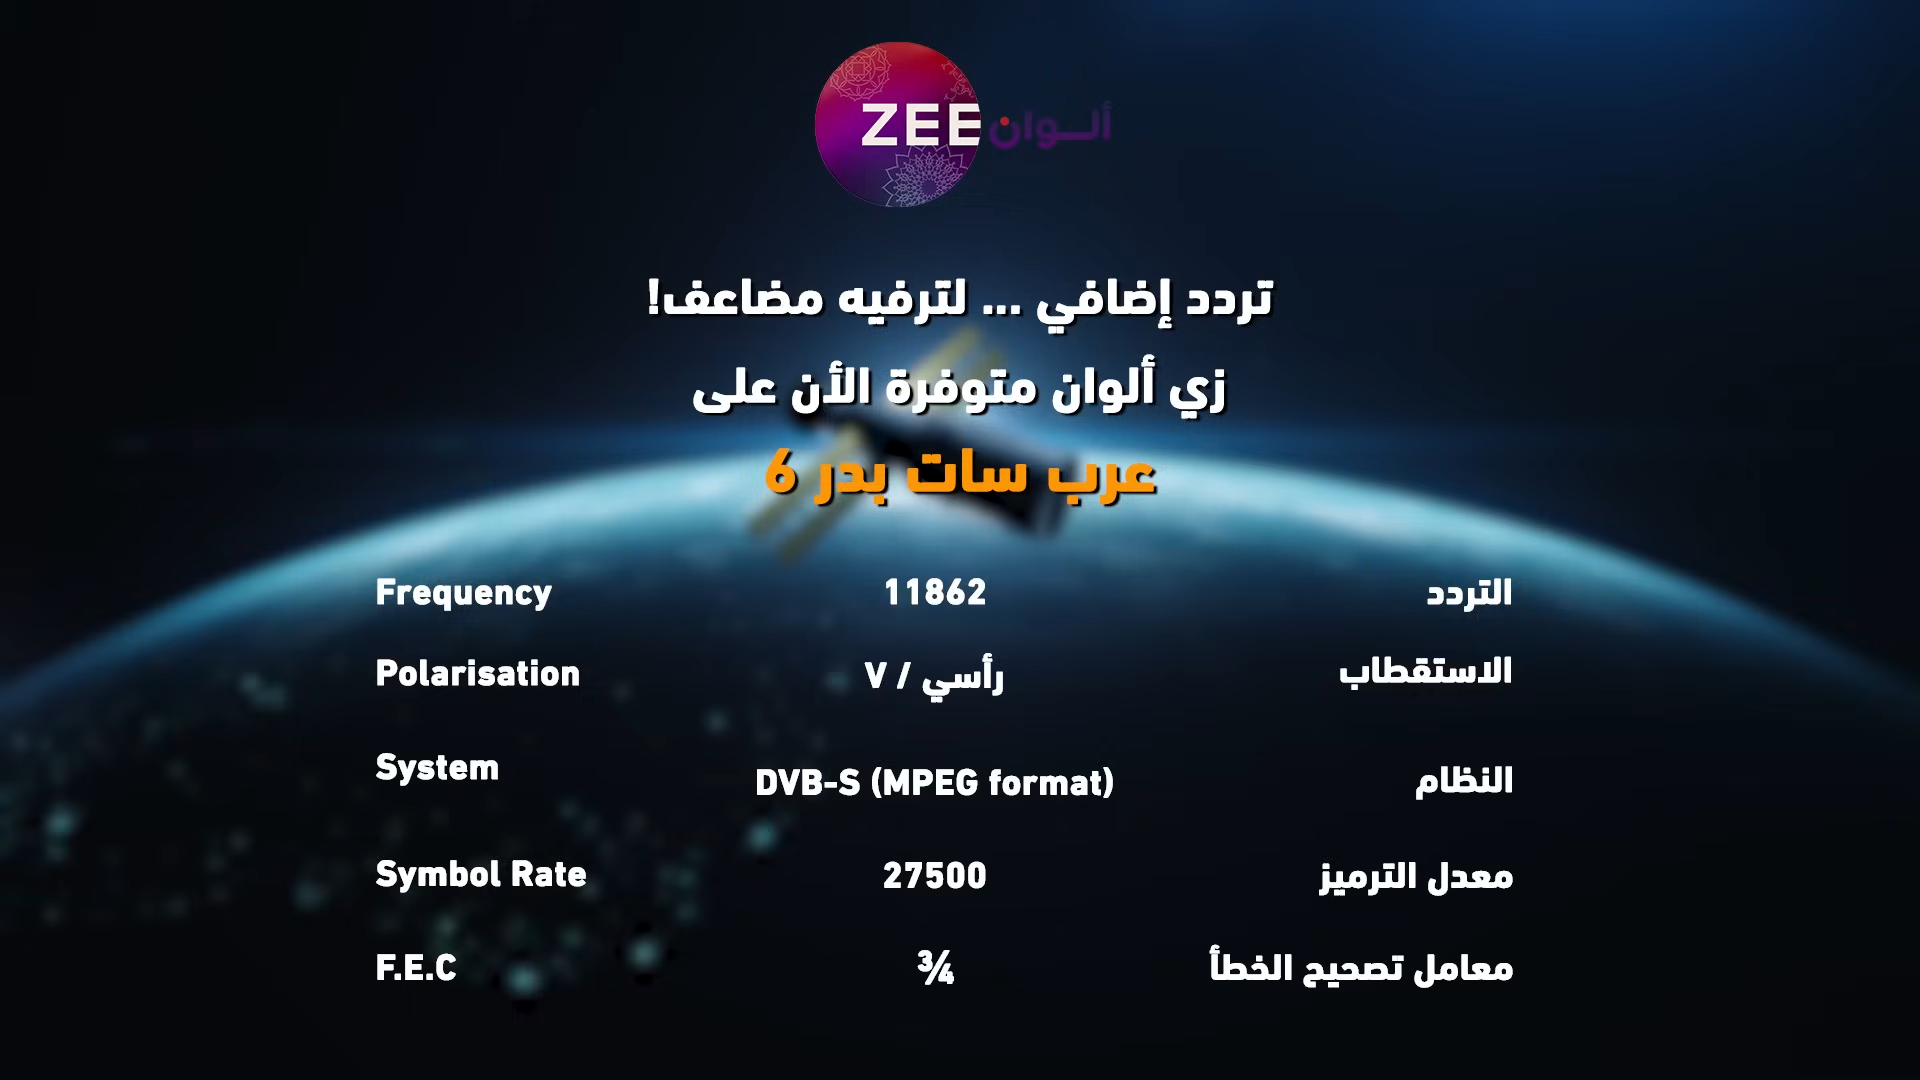 ZEE ألـــوان
تردد إضافي ... لترفيه مضاعف!
زي ألوان متوفرة الأن على
عرب سات بدر 6
Frequency 11862 التردد
Polarisation رأسي / V الاستقطاب
System DVB-S (MPEG format) النظام
Symbol Rate 27500 معدل الترميز
F.E.C ¾ معامل تصحيح الخطأ